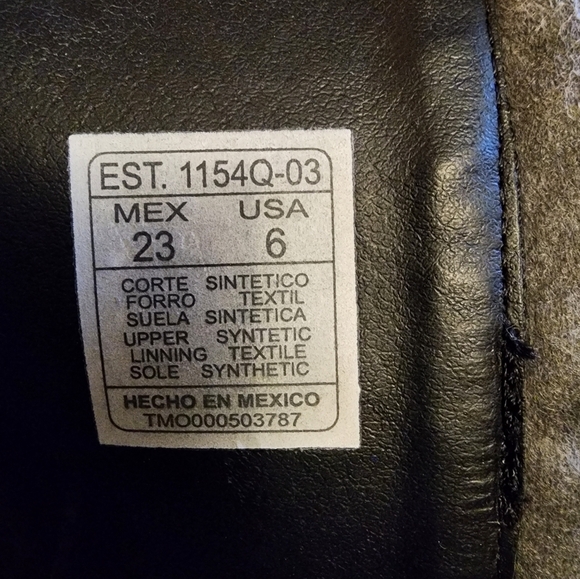 EST. 1154Q-03
MEX USA
23 6
CORTE SINTETICO
FORRO TEXTIL
SUELA SINTETICA
UPPER SYNTETIC
LINNING TEXTILE
SOLE SYNTHETIC
HECHO EN MEXICO
TMO000503787